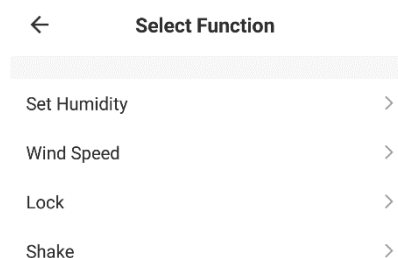 Select Function
Set Humidity
Wind Speed
Lock
Shake